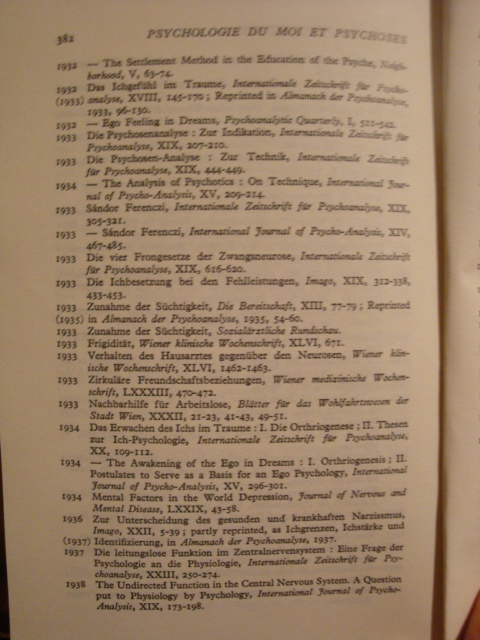 382 PSYCHOLOGIE DU MOI ET PSYCHOSES
1932 — The Settlement Method in the Education of the Psyche, Neigh-
borhood, V, 63-74.
1932 Das Ichgefühl im Traume, Internationale Zeitschrift für Psycho-
(1933) analyse, XVIII, 145-170 ; Reprinted in Almanach der Psychoanalyse,
1933, 96-130.
1932 — Ego Feeling in Dreams, Psychoanalytic Quarterly, I, 511-542.
1933 Die Psychosenanalyse : Zur Indikation, Internationale Zeitschrift für
Psychoanalyse, XIX, 207-210.
1933 Die Psychosen-Analyse : Zur Technik, Internationale Zeitschrift
für Psychoanalyse, XIX, 444-449.
1934 — The Analysis of Psychotics : On Technique, International Jour-
nal of Psycho-Analysis, XV, 209-214.
1933 Sándor Ferenczi, Internationale Zeitschrift für Psychoanalyse, XIX,
305-321.
1933 — Sándor Ferenczi, International Journal of Psycho-Analysis, XIV,
467-485.
1933 Die vier Frongesetze der Zwangsneurose, Internationale Zeitschrift
für Psychoanalyse, XIX, 616-620.
1933 Die Ichbesetzung bei den Fehlleistungen, Imago, XIX, 312-338,
433-453.
1933 Zunahme der Süchtigkeit, Die Bereitschaft, XIII, 77-79 ; Reprinted
(1935) in Almanach der Psychoanalyse, 1935, 54-60.
1933 Zunahme der Süchtigkeit, Sozialärztliche Rundschau.
1933 Frigidität, Wiener klinische Wochenschrift, XLVI, 671.
1933 Verhalten des Hausarztes gegenüber den Neurosen, Wiener klin-
ische Wochenschrift, XLVI, 1462-1463.
1933 Zirkuläre Freundschaftsbeziehungen, Wiener medizinische Wochen-
schrift, LXXXIII, 470-472.
1933 Nachbarhilfe für Arbeitslose, Blätter für das Wohlfahrtswesen der
Stadt Wien, XXXII, 21-23, 41-43, 49-51.
1934 Das Erwachen des Ichs im Traume : I. Die Orthriogenese ; II. Thesen
zur Ich-Psychologie, Internationale Zeitschrift für Psychoanalyse,
XX, 109-112.
1934 — The Awakening of the Ego in Dreams : I. Orthriogenesis ; II.
Postulates to Serve as a Basis for an Ego Psychology, International
Journal of Psycho-Analysis, XV, 296-301.
1934 Mental Factors in the World Depression, Journal of Nervous and
Mental Disease, LXXIX, 43-58.
1936 Zur Unterscheidung des gesunden und krankhaften Narzissmus,
Imago, XXII, 5-39 ; partly reprinted, as Ichgrenzen, Ichstärke und
(1937) Identifizierung, in Almanach der Psychoanalyse, 1937.
1937 Die leitungslose Funktion im Zentralnervensystem : Eine Frage der
Psychologie an die Physiologie, Internationale Zeitschrift für Psy-
choanalyse, XXIII, 250-274.
1938 The Undirected Function in the Central Nervous System. A Question
put to Physiology by Psychology, International Journal of Psycho-
Analysis, XIX, 173-198.